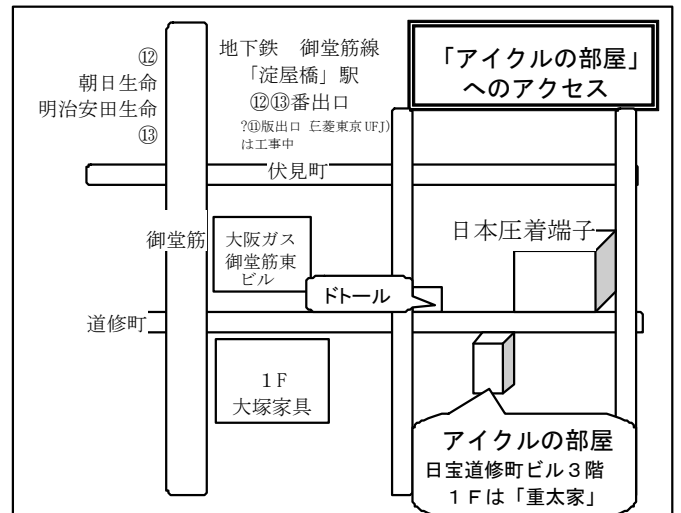 「アイクルの部屋」
へのアクセス
地下鉄　御堂筋線
「淀屋橋」駅
⑫⑬番出口
?⑪版出口 三菱東京UFJ)
は工事中
⑫
朝日生命
明治安田生命
⑬
伏見町
御堂筋
大阪ガス
御堂筋東
ビル
日本圧着端子
ドトール
道修町
１F
大塚家具
アイクルの部屋
日宝道修町ビル３階
１Ｆは「重太家」